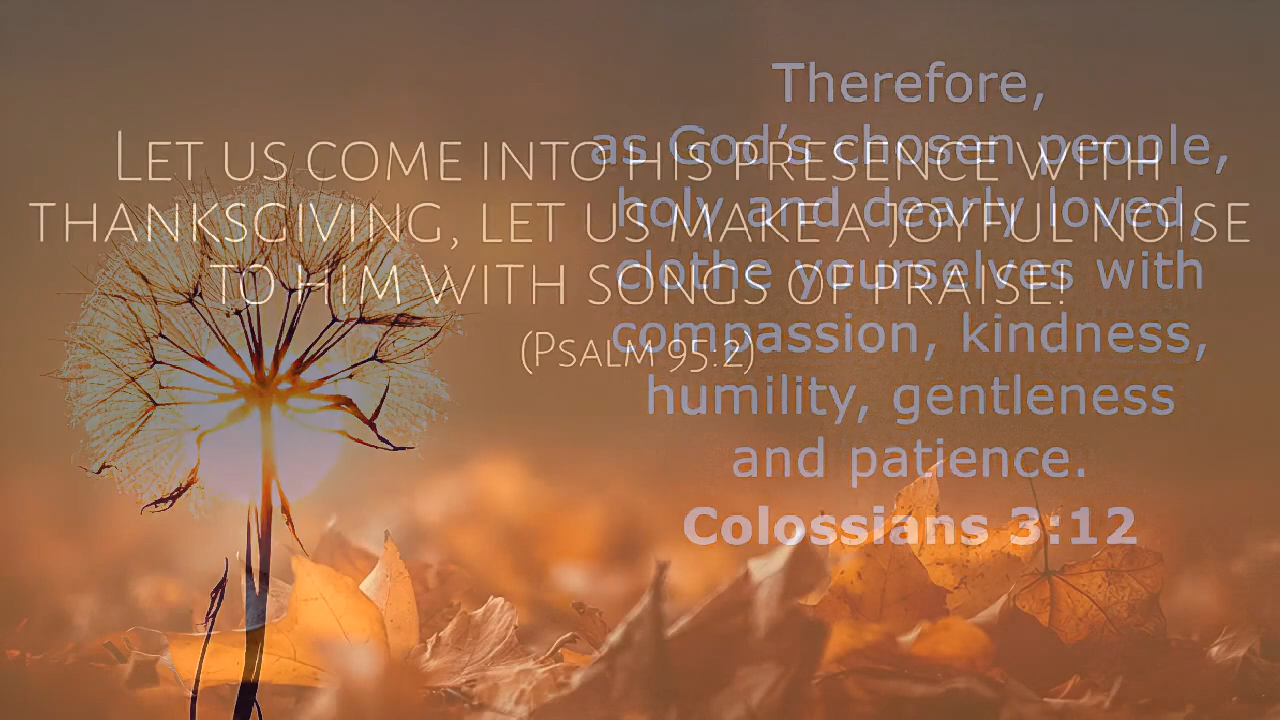 Let us come into his presence with
thanksgiving, let us make a joyful noise
to him with songs of praise!
(Psalm 95:2)
Therefore,
as God’s chosen people,
holy and dearly loved,
clothe yourselves with
compassion, kindness,
humility, gentleness
and patience.
Colossians 3:12